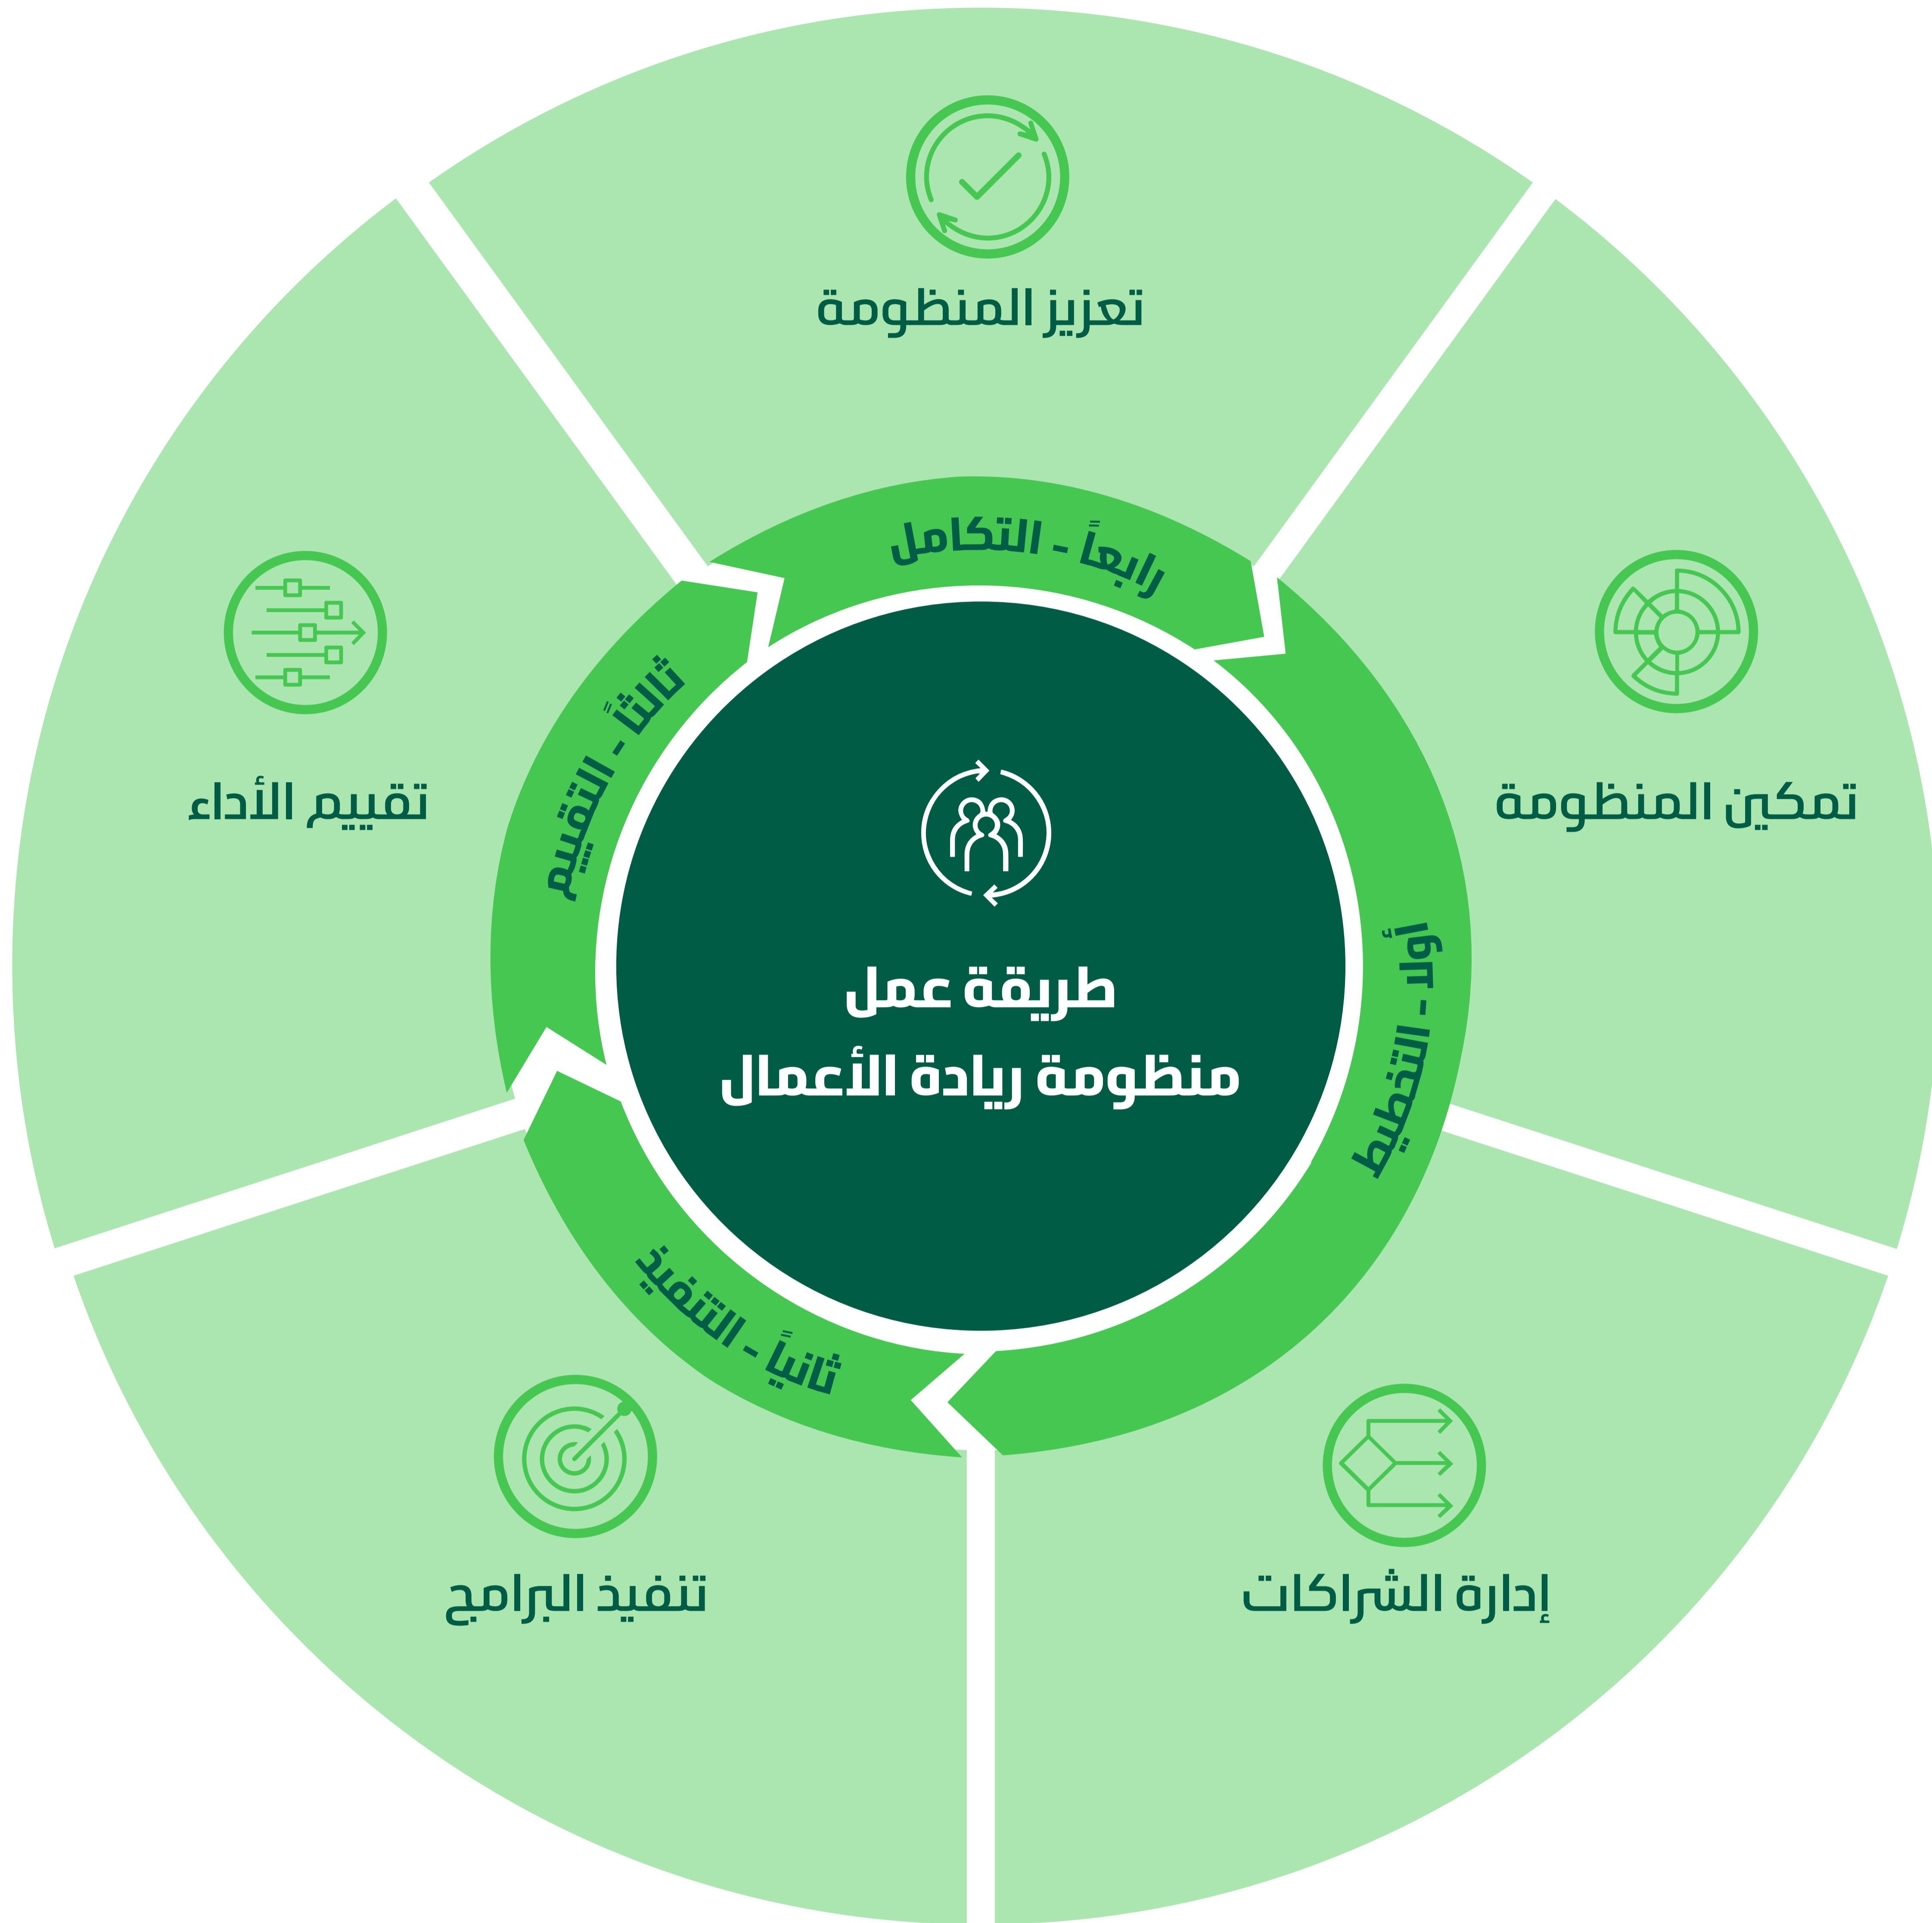 تعزيز المنظومة
رابعاً - التكامل
تمكين المنظومة
أولاً - التخطيط
إدارة الشراكات
ثانياً - التنفيذ
تنفيذ البرامج
ثالثاً - التقييم
تقييم الأداء
طريقة عمل
منظومة ريادة الأعمال